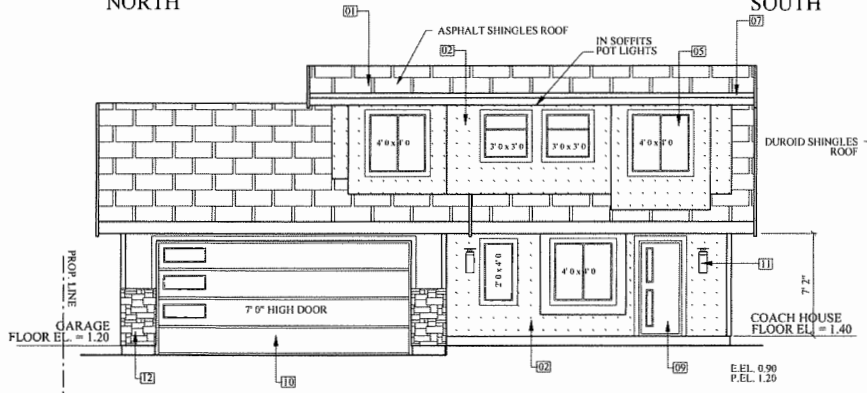 NORTH
SOUTH
01
07
ASPHALT SHINGLES ROOF
02
IN SOFFITS
POT LIGHTS
05
4'0 x 4'0
3'0 x 3'0
3'0 x 3'0
4'0 x 4'0
DUROID SHINGLES
ROOF
PROP. LINE
2'0 x 4'0
4'0 x 4'0
11
7' 2"
7' 0" HIGH DOOR
GARAGE
FLOOR EL. = 1.20
COACH HOUSE
FLOOR EL = 1.40
12
10
02
09
E.EL. 0.90
P.EL. 1.20